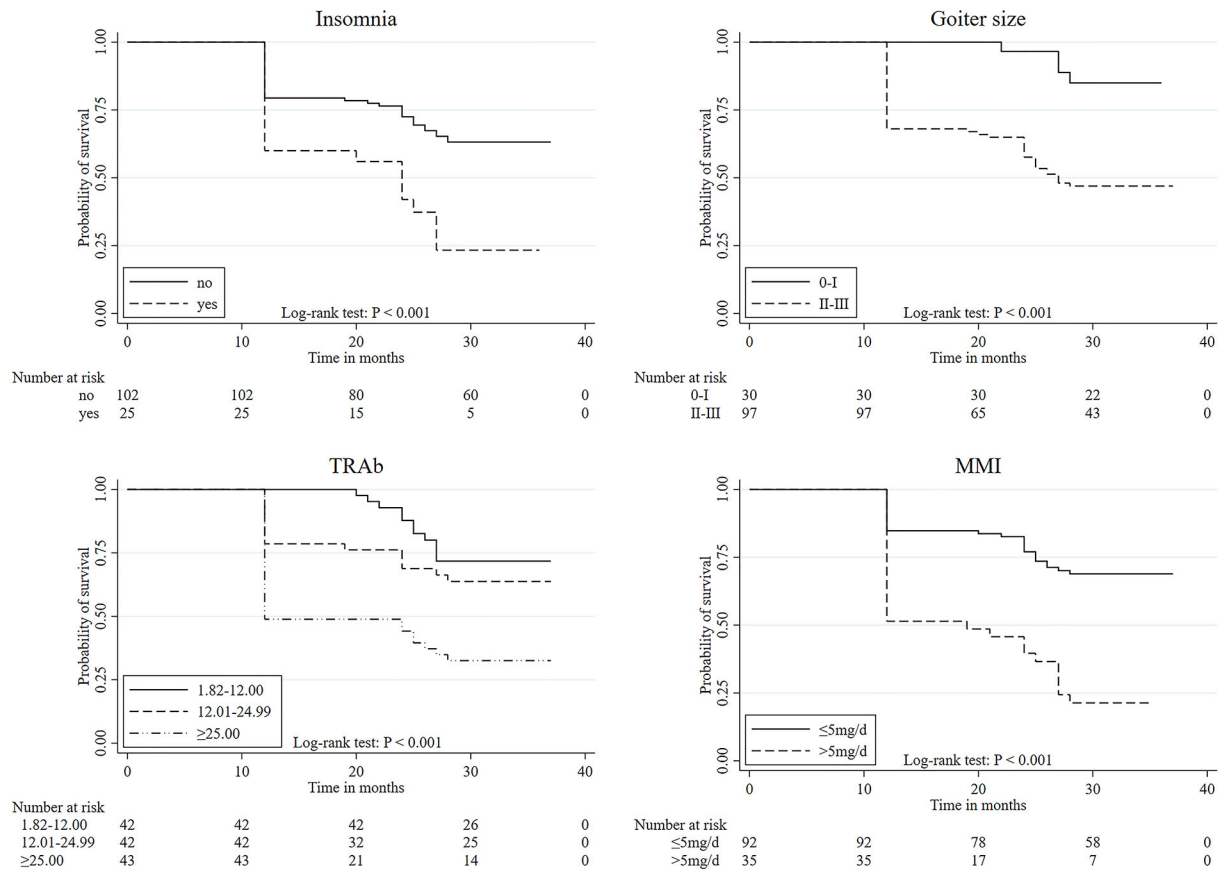 Insomnia
Probability of survival
1.00
0.75
0.50
0.25
0.00
no
yes
Log-rank test: P < 0.001
0 10 20 30 40
Time in months
Number at risk
no 102 102 80 60 0
yes 25 25 15 5 0
Goiter size
Probability of survival
1.00
0.75
0.50
0.25
0.00
0-I
II-III
Log-rank test: P < 0.001
0 10 20 30 40
Time in months
Number at risk
0-I 30 30 30 22 0
II-III 97 97 65 43 0
TRAb
Probability of survival
1.00
0.75
0.50
0.25
0.00
1.82-12.00
12.01-24.99
≥25.00
Log-rank test: P < 0.001
0 10 20 30 40
Time in months
Number at risk
1.82-12.00 42 42 42 26 0
12.01-24.99 42 42 32 25 0
≥25.00 43 43 21 14 0
MMI
Probability of survival
1.00
0.75
0.50
0.25
0.00
≤5mg/d
>5mg/d
Log-rank test: P < 0.001
0 10 20 30 40
Time in months
Number at risk
≤5mg/d 92 92 78 58 0
>5mg/d 35 35 17 7 0